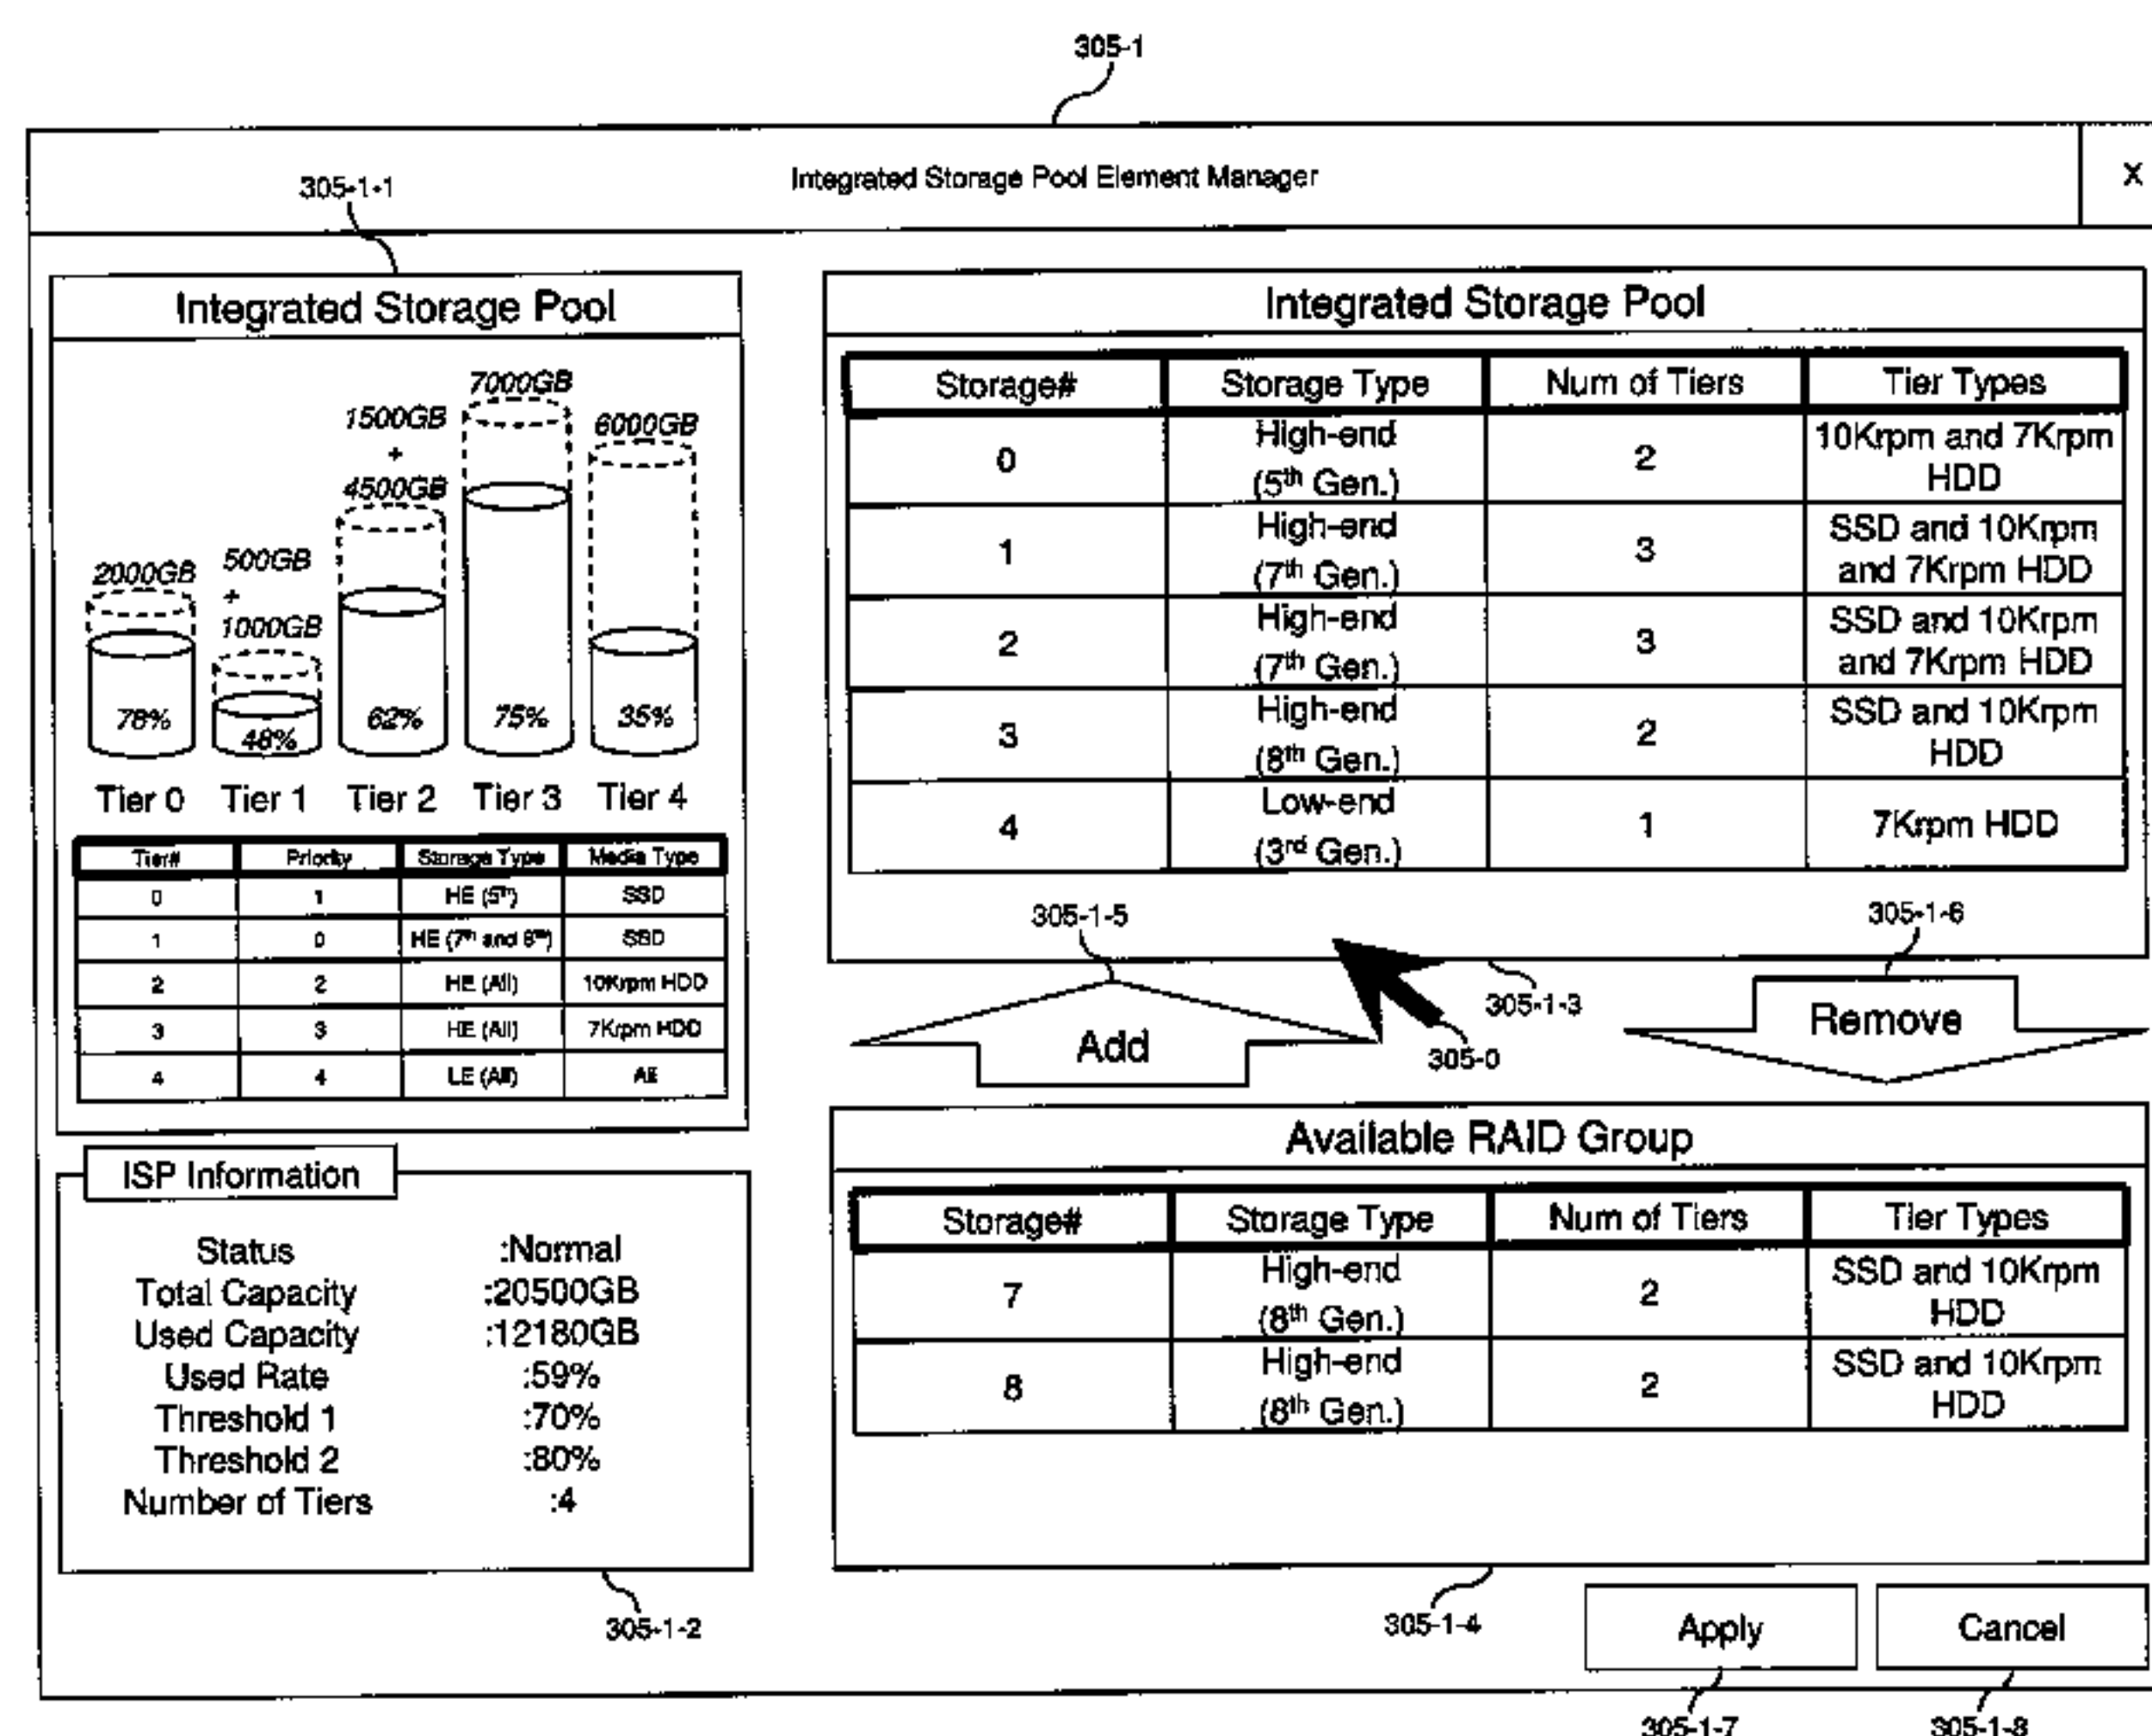 305-1
Integrated Storage Pool Element Manager
X
305-1-1
Integrated Storage Pool
7000GB
1500GB
+
4500GB
6000GB
2000GB
500GB
+
1000GB
78%
48%
62%
75%
35%
Tier 0 Tier 1 Tier 2 Tier 3 Tier 4
Tier# Priority Storage Type Media Type
0 1 HE (5th) SSD
1 0 HE (7th and 8th) SSD
2 2 HE (All) 10Krpm HDD
3 3 HE (All) 7Krpm HDD
4 4 LE (All) All
ISP Information
Status :Normal
Total Capacity :20500GB
Used Capacity :12180GB
Used Rate :59%
Threshold 1 :70%
Threshold 2 :80%
Number of Tiers :4
305-1-2
Integrated Storage Pool
Storage# Storage Type Num of Tiers Tier Types
0 High-end (5th Gen.) 2 10Krpm and 7Krpm HDD
1 High-end (7th Gen.) 3 SSD and 10Krpm and 7Krpm HDD
2 High-end (7th Gen.) 3 SSD and 10Krpm and 7Krpm HDD
3 High-end (8th Gen.) 2 SSD and 10Krpm HDD
4 Low-end (3rd Gen.) 1 7Krpm HDD
305-1-5
305-1-6
305-1-3
Add
305-0
Remove
Available RAID Group
Storage# Storage Type Num of Tiers Tier Types
7 High-end (8th Gen.) 2 SSD and 10Krpm HDD
8 High-end (8th Gen.) 2 SSD and 10Krpm HDD
305-1-4
Apply
Cancel
305-1-7
305-1-8